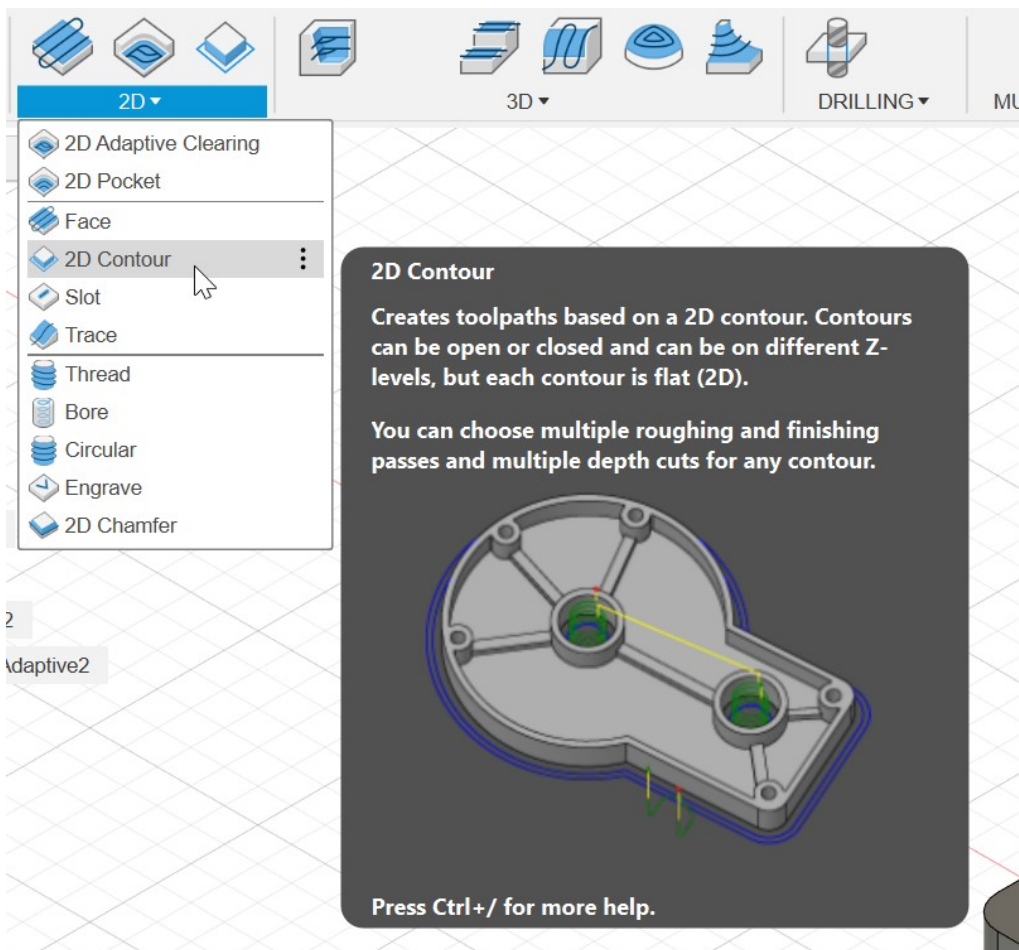 2D▾
3D ▾
DRILLING▾
MU
2D Adaptive Clearing
2D Pocket
Face
2D Contour
Slot
Trace
Thread
Bore
Circular
Engrave
2D Chamfer
2D Contour
Creates toolpaths based on a 2D contour. Contours
can be open or closed and can be on different Z-
levels, but each contour is flat (2D).
You can choose multiple roughing and finishing
passes and multiple depth cuts for any contour.
Press Ctrl+/ for more help.
2
Adaptive2